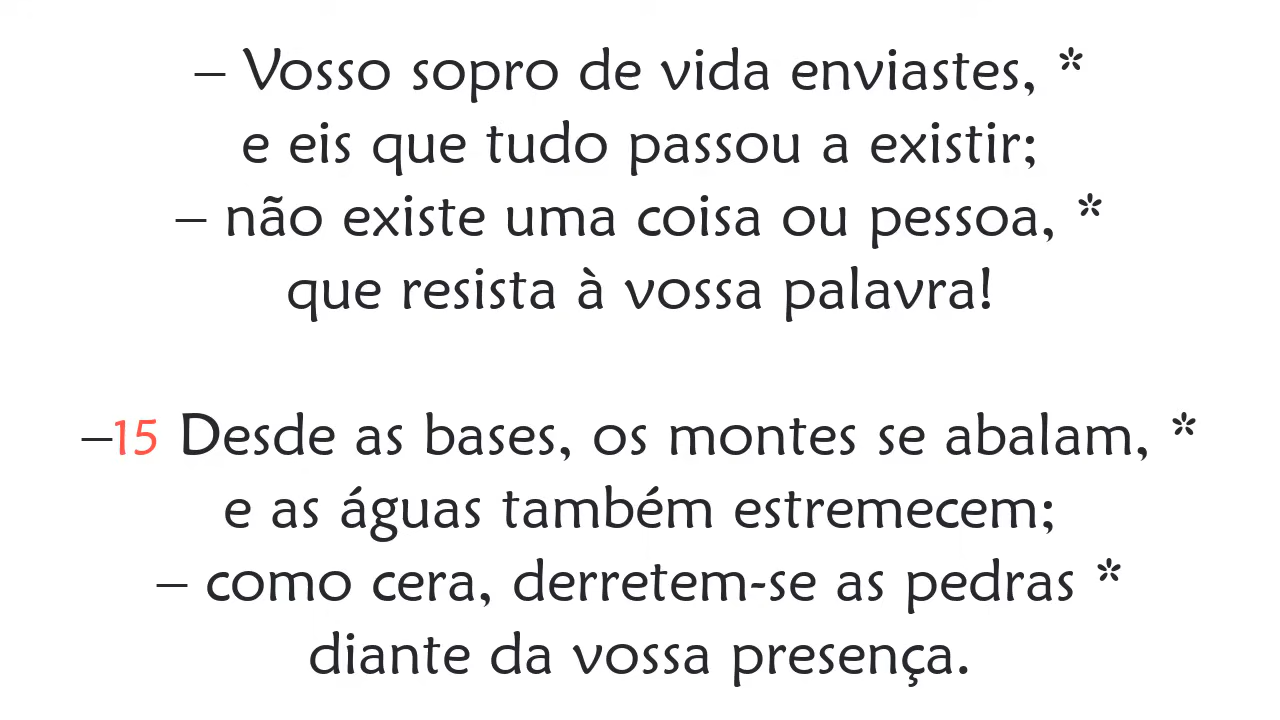 – Vosso sopro de vida enviastes, *
e eis que tudo passou a existir;
– não existe uma coisa ou pessoa, *
que resista à vossa palavra!
–15 Desde as bases, os montes se abalam, *
e as águas também estremecem;
– como cera, derretem-se as pedras *
diante da vossa presença.